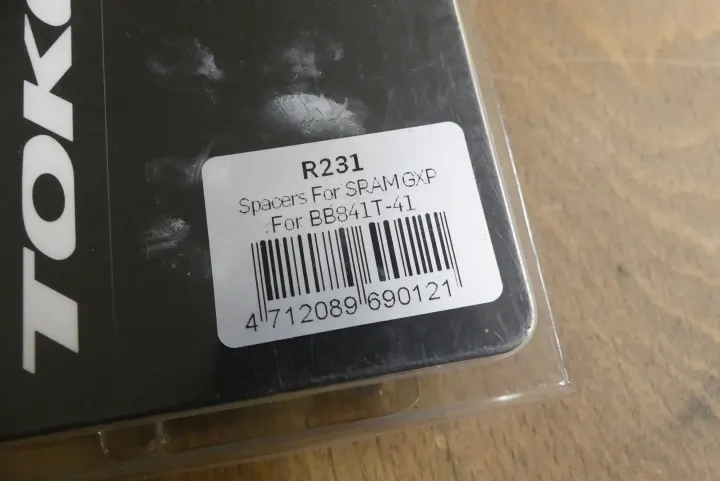 TOK
R231
Spacers For SRAM GXP
For BB841T-41
4 712089 690121